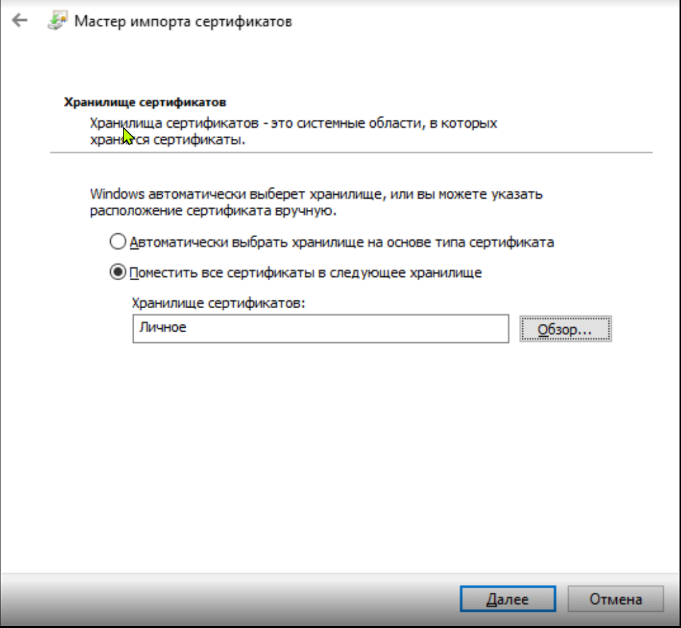 Мастер импорта сертификатов
Хранилище сертификатов
Хранилища сертификатов - это системные области, в которых
хранятся сертификаты.
Windows автоматически выберет хранилище, или вы можете указать
расположение сертификата вручную.
Автоматически выбрать хранилище на основе типа сертификата
Поместить все сертификаты в следующее хранилище
Хранилище сертификатов:
Личное
Обзор...
Далее
Отмена